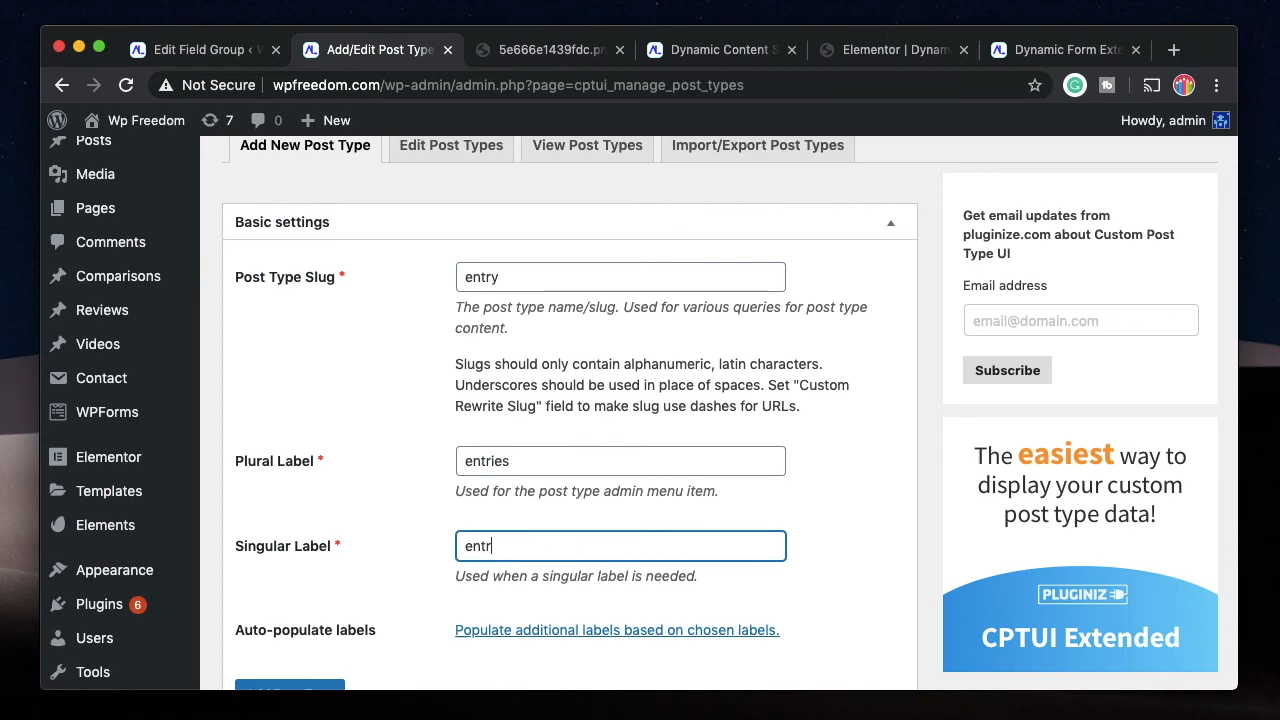 Edit Field Group ‹ W
Add/Edit Post Type
5e666e1439fdc.pn
Dynamic Content S
Elementor | Dynam
Dynamic Form Exte
Not Secure
wpfreedom.com/wp-admin/admin.php?page=cptui_manage_post_types
Wp Freedom
7
0
New
Howdy, admin
Posts
Media
Pages
Comments
Reviews
Videos
Contact
WPForms
Elementor
Templates
Elements
Appearance
Plugins 6
Users
Tools
Add New Post Type
Edit Post Types
View Post Types
Import/Export Post Types
Basic settings
Post Type Slug *
entry
The post type name/slug. Used for various queries for post type
content.
Slugs should only contain alphanumeric, latin characters.
Underscores should be used in place of spaces. Set "Custom
Rewrite Slug" field to make slug use dashes for URLs.
Plural Label *
entries
Used for the post type admin menu item.
Singular Label *
entr
Used when a singular label is needed.
Auto-populate labels
Populate additional labels based on chosen labels.
Get email updates from
pluginize.com about Custom Post
Type UI
Email address
email@domain.com
Subscribe
The easiest way to
display your custom
post type data!
PLUGINIZ
CPTUI Extended